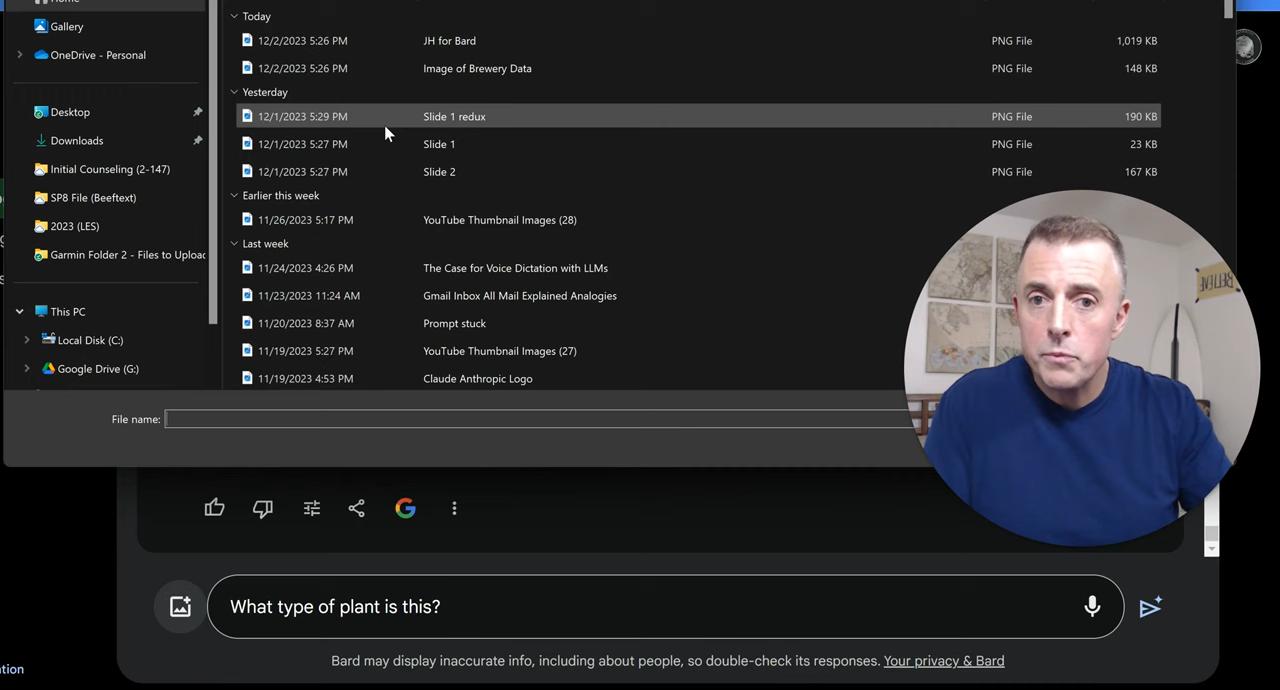 Home
Today
Gallery
12/2/2023 5:26 PM JH for Bard PNG File 1,019 KB
OneDrive - Personal
12/2/2023 5:26 PM Image of Brewery Data PNG File 148 KB
Yesterday
Desktop
12/1/2023 5:29 PM Slide 1 redux PNG File 190 KB
Downloads
12/1/2023 5:27 PM Slide 1 PNG File 23 KB
Initial Counseling (2-147)
12/1/2023 5:27 PM Slide 2 PNG File 167 KB
SP8 File (Beeftext)
Earlier this week
2023 (LES)
11/26/2023 5:17 PM YouTube Thumbnail Images (28)
Last week
Garmin Folder 2 - Files to Upload
11/24/2023 4:26 PM The Case for Voice Dictation with LLMs
11/23/2023 11:24 AM Gmail Inbox All Mail Explained Analogies
This PC
11/20/2023 8:37 AM Prompt stuck
Local Disk (C:)
11/19/2023 5:27 PM YouTube Thumbnail Images (27)
Google Drive (G:)
11/19/2023 4:53 PM Claude Anthropic Logo
File name:
BELIEVE
What type of plant is this?
Bard may display inaccurate info, including about people, so double-check its responses. Your privacy & Bard